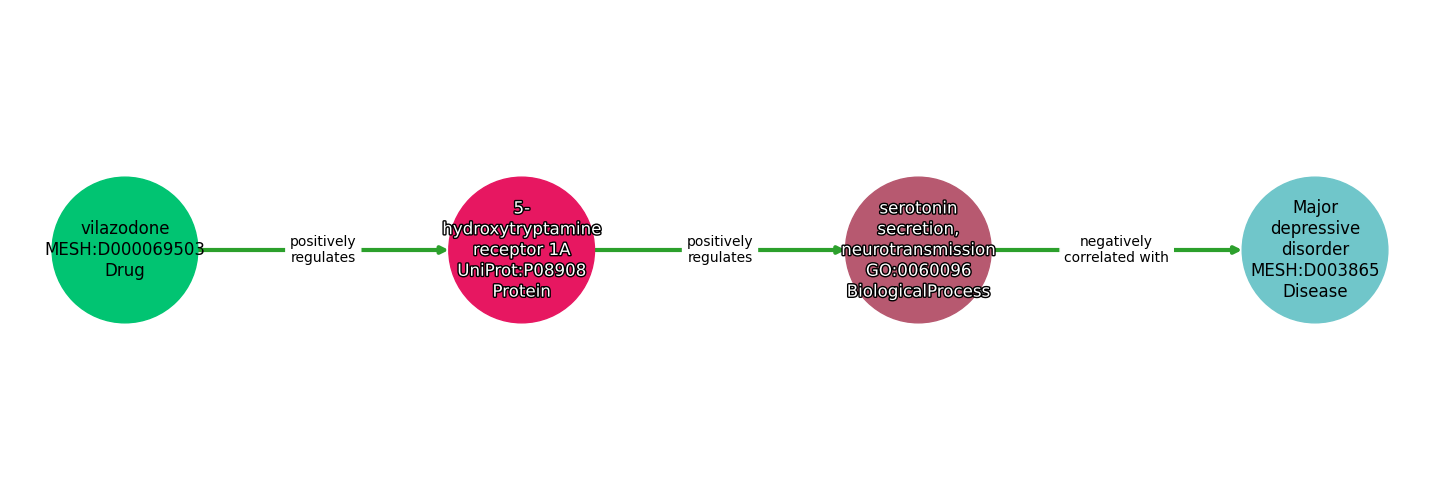 vilazodone
MESH:D000069503
Drug
positively
regulates
5-
hydroxytryptamine
receptor 1A
UniProt:P08908
Protein
positively
regulates
serotonin
secretion,
neurotransmission
GO:0060096
BiologicalProcess
negatively
correlated with
Major
depressive
disorder
MESH:D003865
Disease